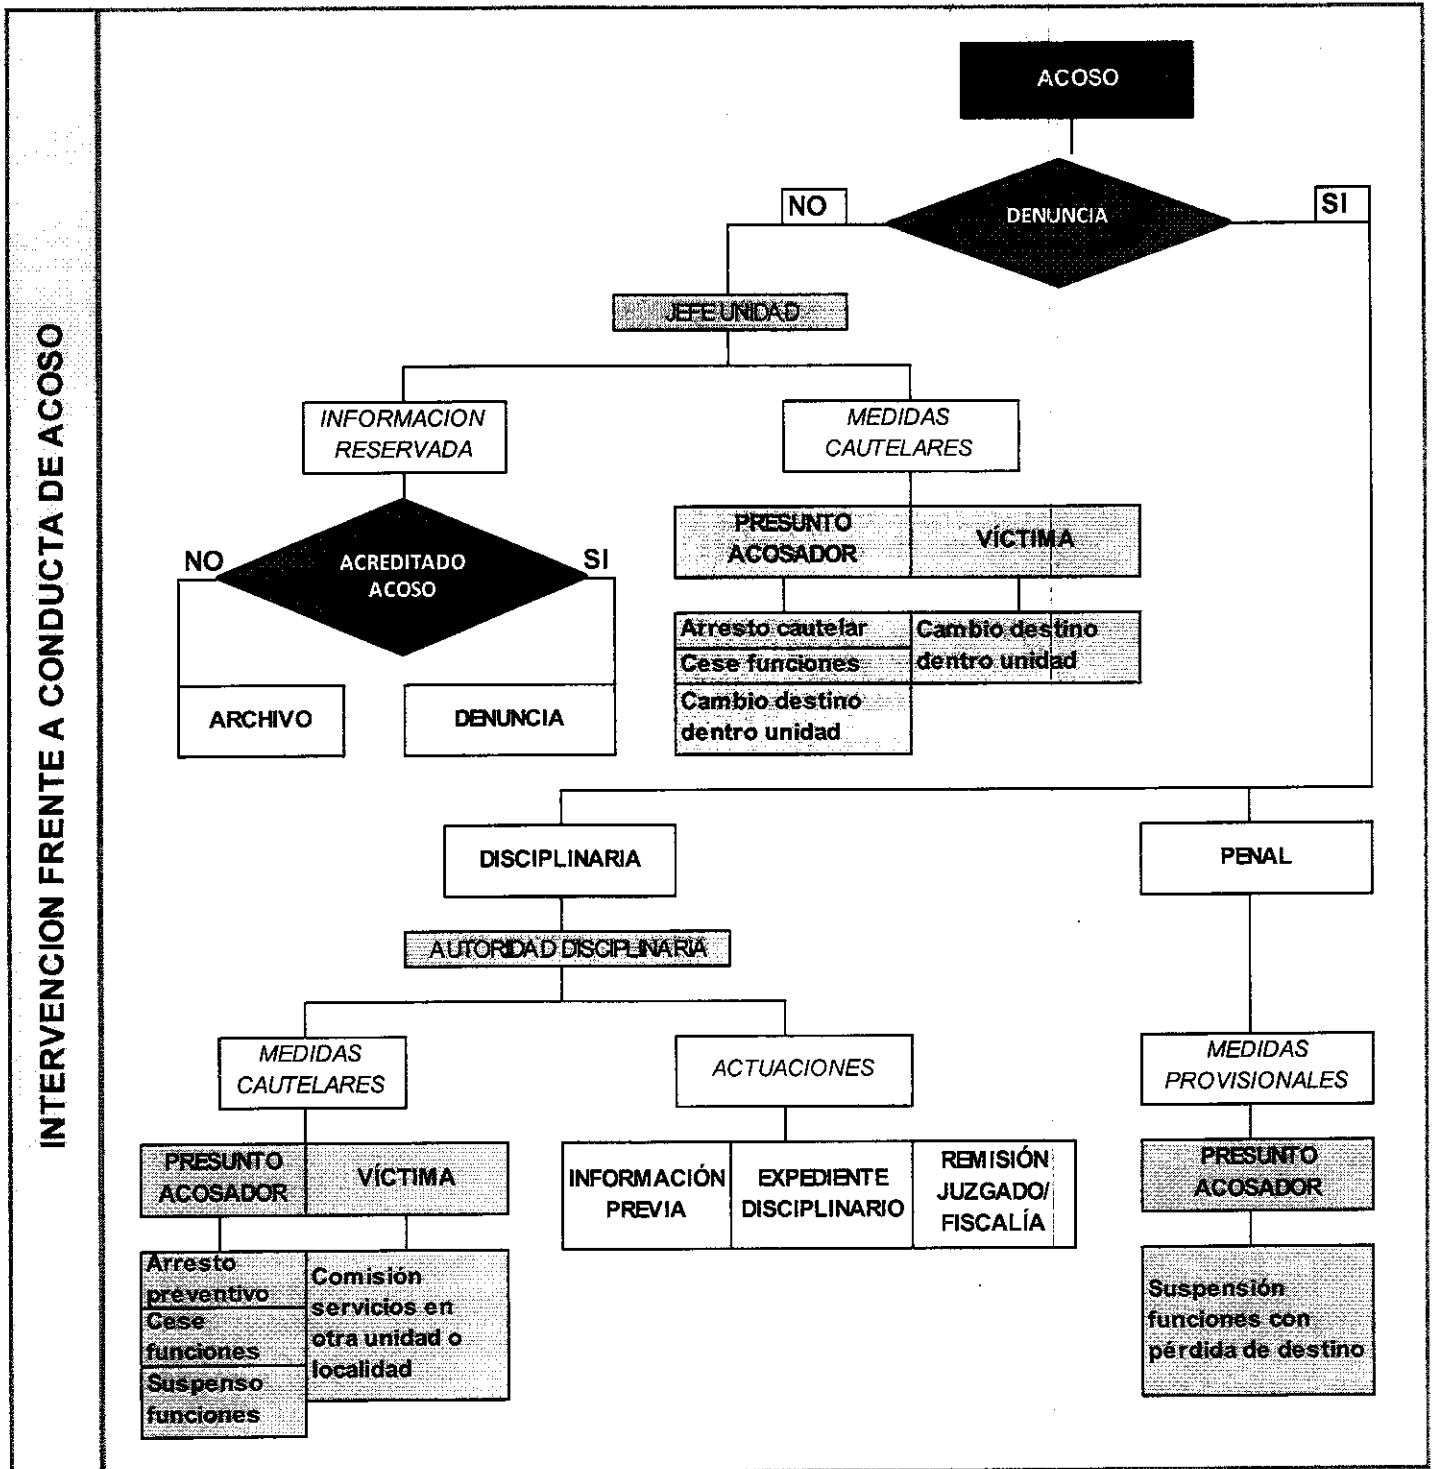 INTERVENCION FRENTE A CONDUCTA DE ACOSO
ACOSO
DENUNCIA
NO
SI
JEFE UNIDAD
INFORMACION
RESERVADA
MEDIDAS
CAUTELARES
ACREDITADO
ACOSO
NO
SI
ARCHIVO
DENUNCIA
PRESUNTO
ACOSADOR
VÍCTIMA
Arresto cautelar
Cese funciones
Cambio destino
dentro unidad
Cambio destino
dentro unidad
DISCIPLINARIA
PENAL
AUTORIDAD DISCIPLINARIA
MEDIDAS
CAUTELARES
ACTUACIONES
MEDIDAS
PROVISIONALES
PRESUNTO
ACOSADOR
VÍCTIMA
Arresto
preventivo
Cese
funciones
Suspenso
funciones
Comisión
servicios en
otra unidad o
localidad
INFORMACIÓN
PREVIA
EXPEDIENTE
DISCIPLINARIO
REMISIÓN
JUZGADO/
FISCALÍA
PRESUNTO
ACOSADOR
Suspensión
funciones con
pérdida de destino